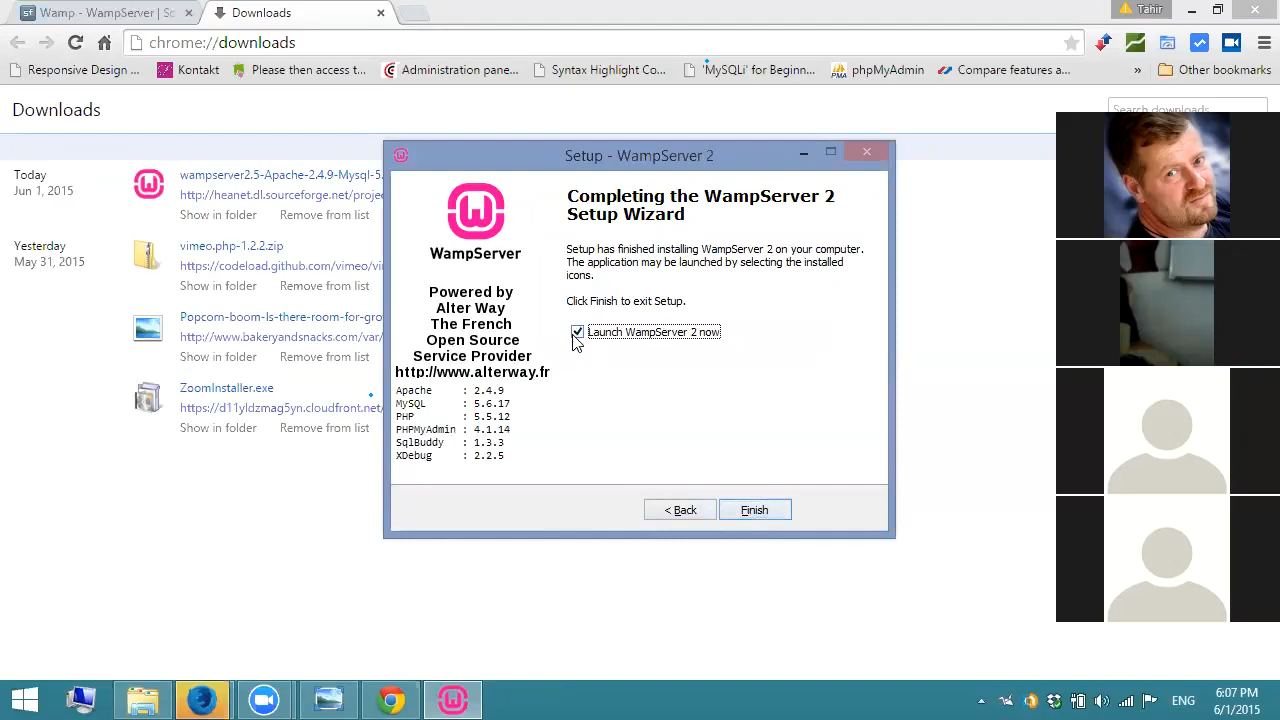 sf Wamp - WampServer | So
Downloads
Tahir
chrome://downloads
Responsive Design ...
Kontakt
Please then access t...
Administration pane...
Syntax Highlight Co...
'MySQLi' for Beginn...
PMA phpMyAdmin
Compare features a...
»
Other bookmarks
Downloads
Search downloads
Today
Jun 1, 2015
wampserver2.5-Apache-2.4.9-Mysql-5.
http://heanet.dl.sourceforge.net/projec
Show in folder Remove from list
Yesterday
May 31, 2015
vimeo.php-1.2.2.zip
https://codeload.github.com/vimeo/vi
Show in folder Remove from list
Popcorn-boom-Is-there-room-for-gro
http://www.bakeryandsnacks.com/var/
Show in folder Remove from list
ZoomInstaller.exe
https://d11yldzmag5yn.cloudfront.net/
Show in folder Remove from list
Setup - WampServer 2
WampServer
Powered by
Alter Way
The French
Open Source
Service Provider
http://www.alterway.fr
Apache : 2.4.9
MySQL : 5.6.17
PHP : 5.5.12
PHPMyAdmin : 4.1.14
SqlBuddy : 1.3.3
XDebug : 2.2.5
Completing the WampServer 2
Setup Wizard
Setup has finished installing WampServer 2 on your computer.
The application may be launched by selecting the installed
icons.
Click Finish to exit Setup.
Launch WampServer 2 now
< Back Finish
ENG
6:07 PM
6/1/2015